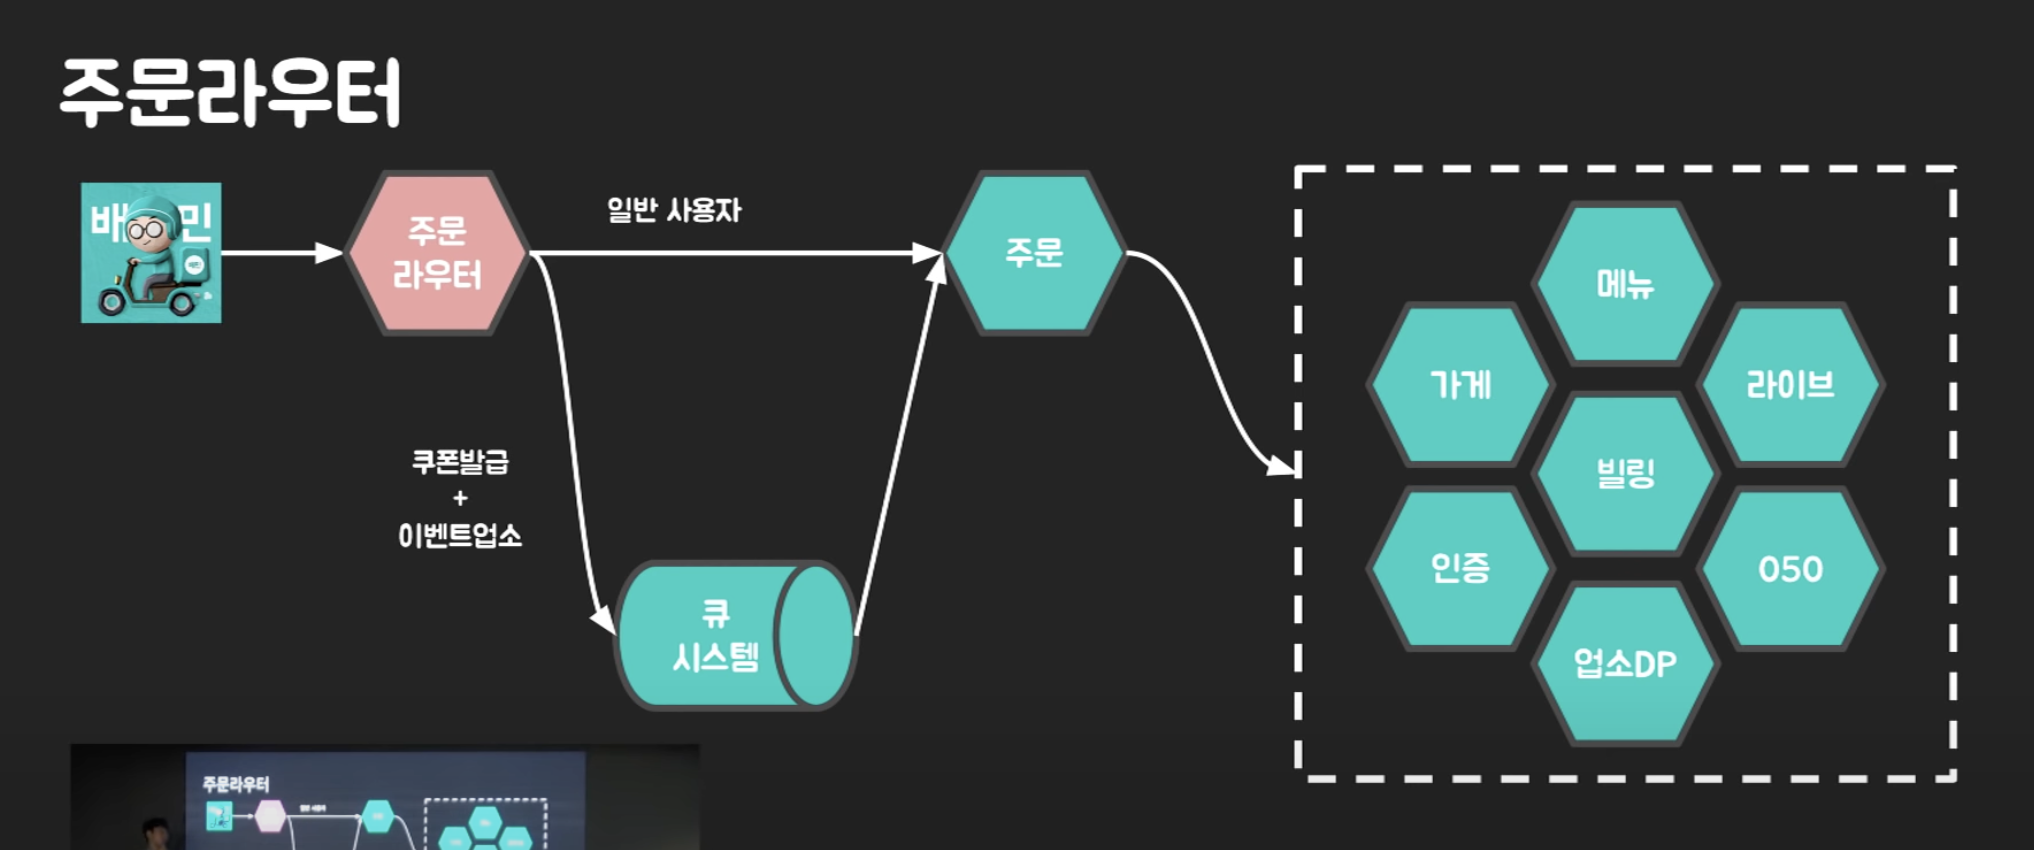 주문라우터
배 민
주문
라우터
일반 사용자
주문
쿠폰발급
+
이벤트업소
큐
시스템
메뉴
가게
라이브
빌링
인증
050
업소DP
주문라우터